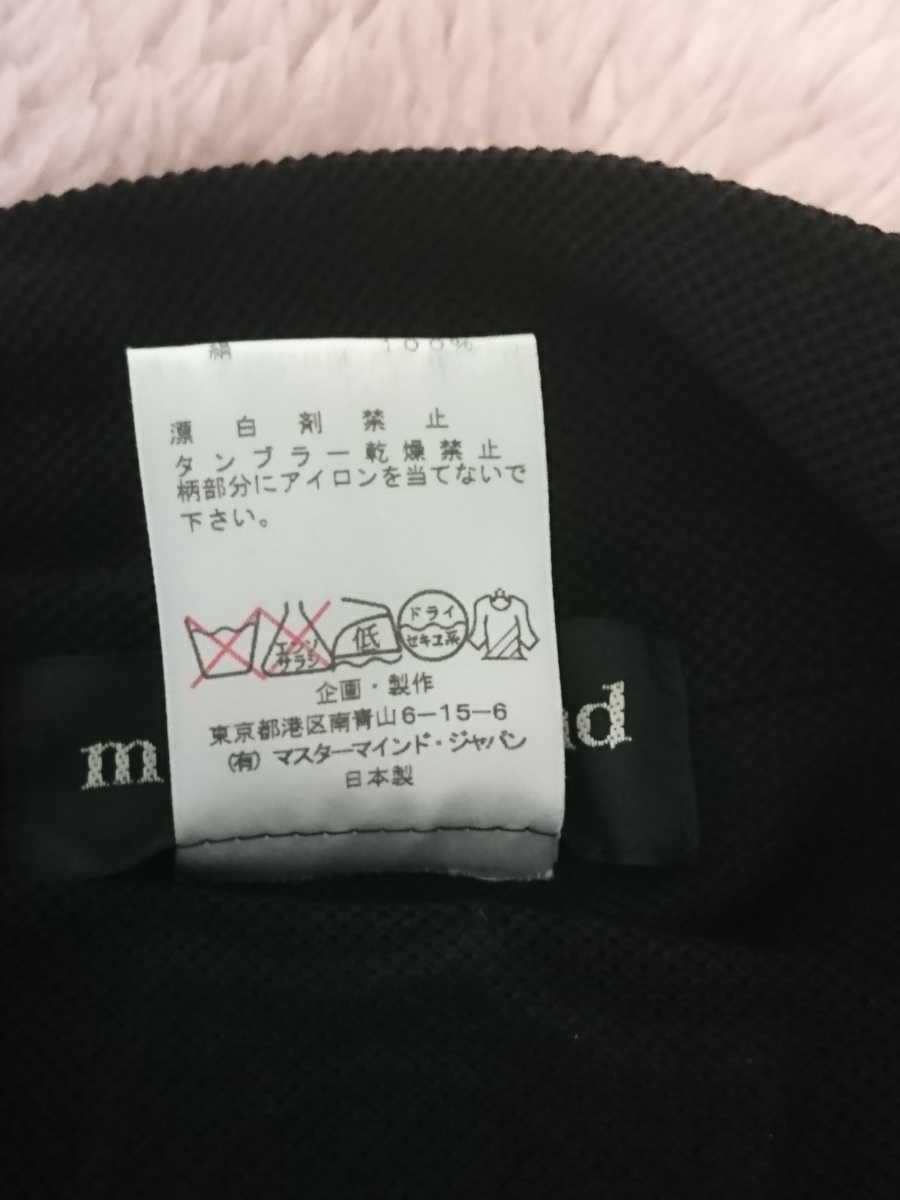 100%
漂白剤禁止
タンブラー乾燥禁止
柄部分にアイロンを当てないで
下さい。
エンソ
サラシ
低
ドライ
セキユ系
企画・製作
東京都港区南青山6-15-6
(有) マスターマインド・ジャパン
日本製
m
nd